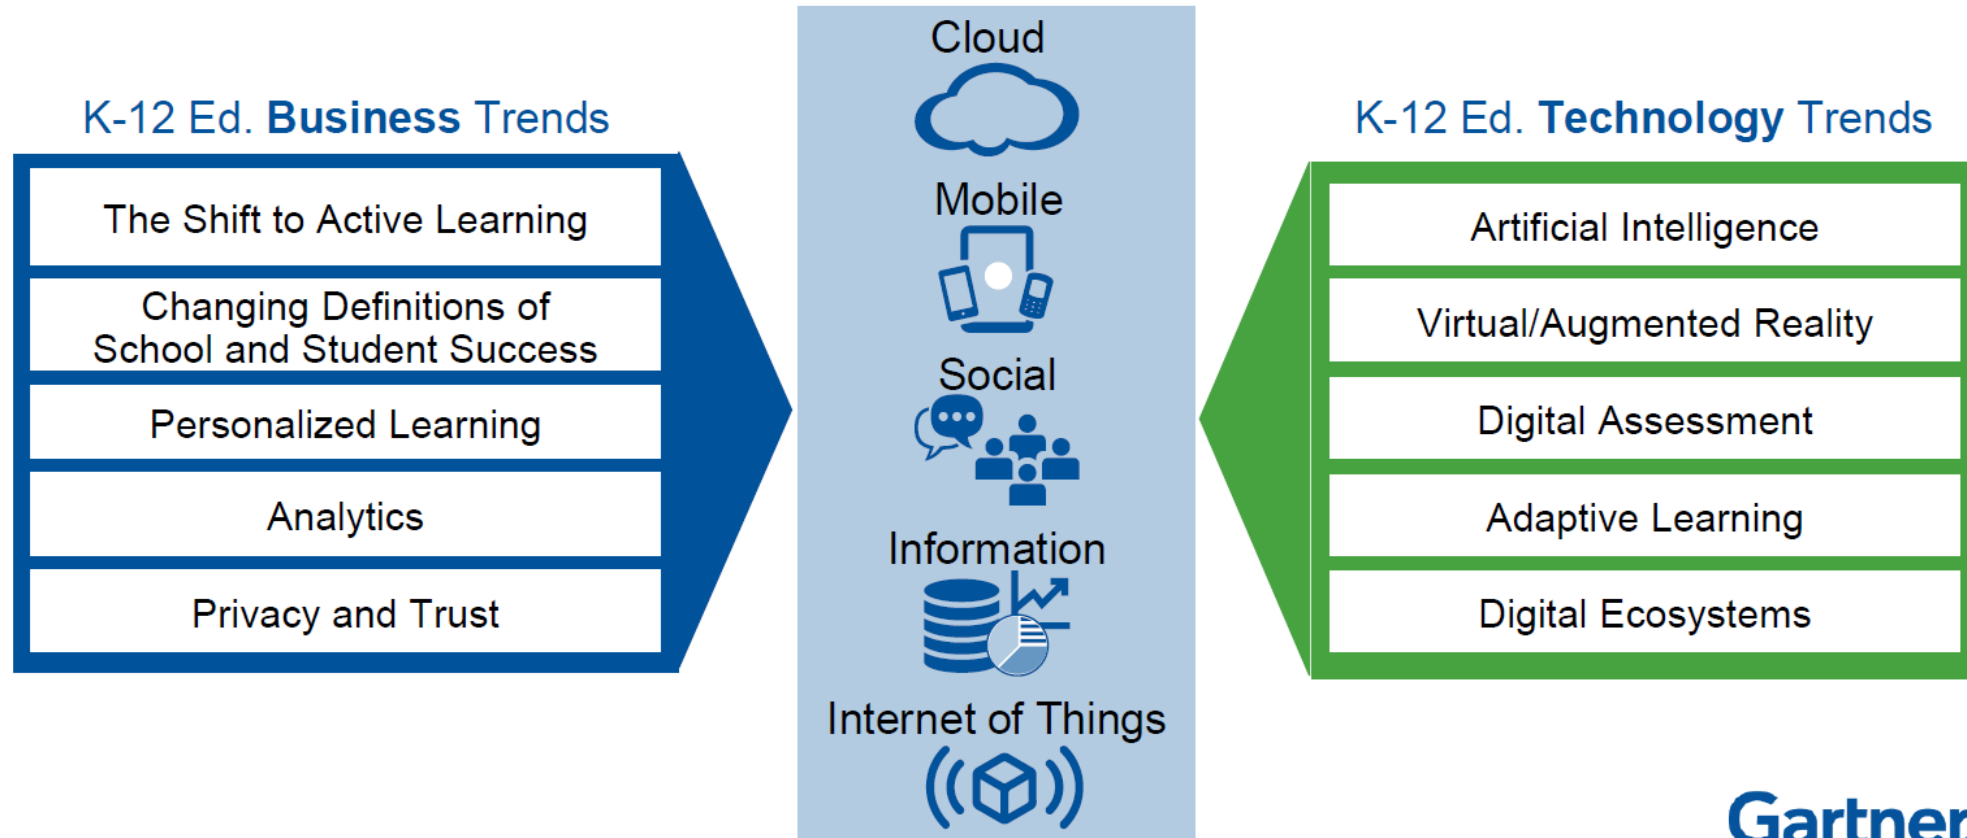 K-12 Ed. Business Trends
The Shift to Active Learning
Changing Definitions of
School and Student Success
Personalized Learning
Analytics
Privacy and Trust
Cloud
Mobile
Social
Information
Internet of Things
K-12 Ed. Technology Trends
Artificial Intelligence
Virtual/Augmented Reality
Digital Assessment
Adaptive Learning
Digital Ecosystems
Gartner